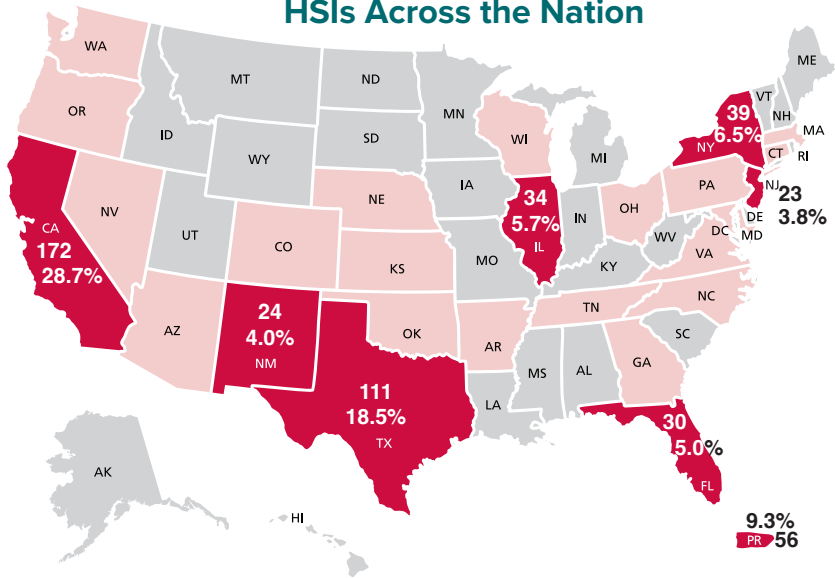 HSIs Across the Nation
WA
MT
ND
MN
ME
VT
NH
OR
ID
SD
WI
MI
39
6.5%
NY
MA
CT
RI
WY
IA
NE
PA
NJ
23
3.8%
NV
UT
CO
34
5.7%
IL
IN
OH
DE
MD
DC
WV
VA
CA
172
28.7%
KS
MO
KY
NC
TN
AZ
24
4.0%
NM
OK
AR
SC
MS
AL
GA
111
18.5%
TX
LA
30
5.0%
FL
AK
HI
9.3%
PR 56